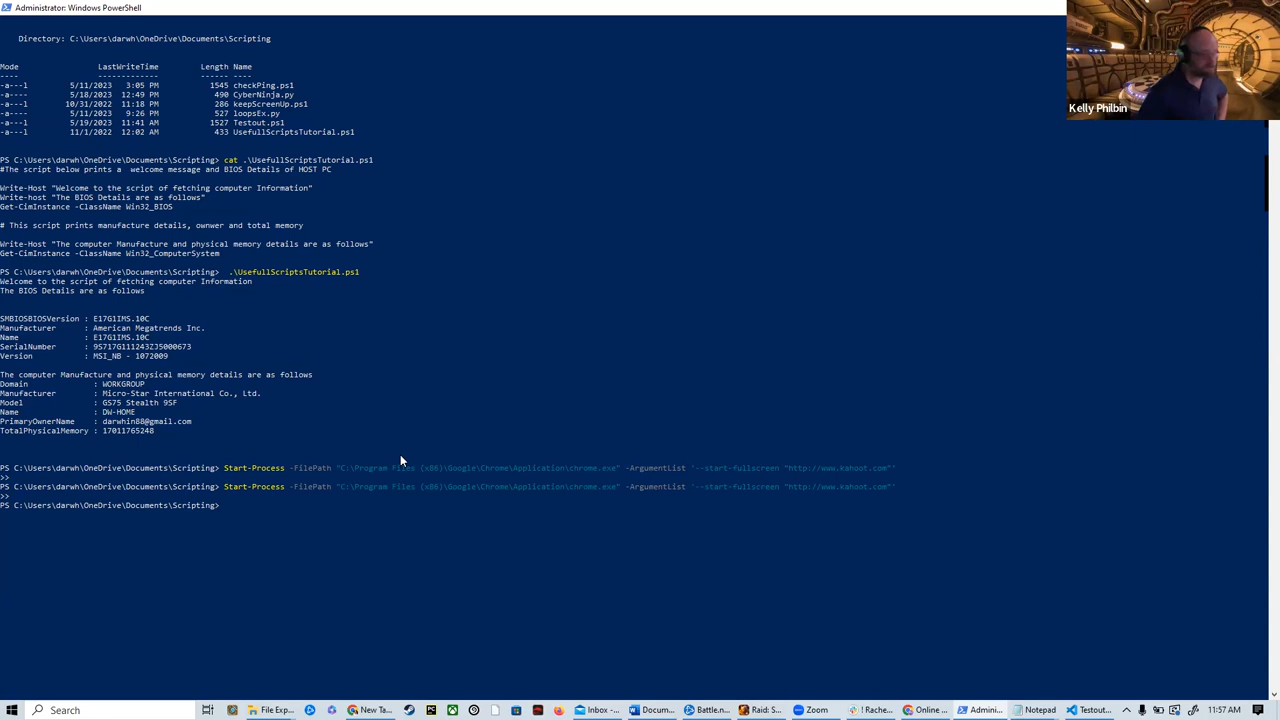 Administrator: Windows PowerShell
Directory: C:\Users\darwh\OneDrive\Documents\Scripting
Mode LastWriteTime Length Name
---- ------------- ------ ----
-a---l 5/11/2023 3:05 PM 1545 checkPing.ps1
-a---l 5/18/2023 12:49 PM 490 CyberNinja.py
-a---l 10/31/2022 11:18 PM 286 keepScreenUp.ps1
-a---l 5/11/2023 9:26 PM 527 loopsEx.py
-a---l 5/19/2023 11:41 AM 1527 Testout.ps1
-a---l 11/1/2022 12:02 AM 433 UsefullScriptsTutorial.ps1
PS C:\Users\darwh\OneDrive\Documents\Scripting> cat .\UsefullScriptsTutorial.ps1
#The script below prints a  welcome message and BIOS Details of HOST PC
Write-Host "Welcome to the script of fetching computer Information"
Write-host "The BIOS Details are as follows"
Get-CimInstance -ClassName Win32_BIOS
# This script prints manufacture details, ownwer and total memory
Write-Host "The computer Manufacture and physical memory details are as follows"
Get-CimInstance -ClassName Win32_ComputerSystem
PS C:\Users\darwh\OneDrive\Documents\Scripting>  .\UsefullScriptsTutorial.ps1
Welcome to the script of fetching computer Information
The BIOS Details are as follows
SMBIOSBIOSVersion : E17G1IMS.10C
Manufacturer : American Megatrends Inc.
Name : E17G1IMS.10C
SerialNumber : 9S717G111243ZJ5000673
Version : MSI_NB - 1072009
The computer Manufacture and physical memory details are as follows
Domain : WORKGROUP
Manufacturer : Micro-Star International Co., Ltd.
Model : GS75 Stealth 9SF
Name : DW-HOME
PrimaryOwnerName : darwhin88@gmail.com
TotalPhysicalMemory : 17011765248
PS C:\Users\darwh\OneDrive\Documents\Scripting> Start-Process -FilePath "C:\Program Files (x86)\Google\Chrome\Application\chrome.exe" -ArgumentList '--start-fullscreen "http://www.kahoot.com"'
>>
PS C:\Users\darwh\OneDrive\Documents\Scripting> Start-Process -FilePath "C:\Program Files (x86)\Google\Chrome\Application\chrome.exe" -ArgumentList '--start-fullscreen "http://www.kahoot.com"'
>>
PS C:\Users\darwh\OneDrive\Documents\Scripting>
Kelly Philbin
Search File Exp... New Ta... Inbox -... Docum... Battle.n... Raid: S... Zoom ! Rache... Online ... Admini... Notepad Testout... 11:57 AM